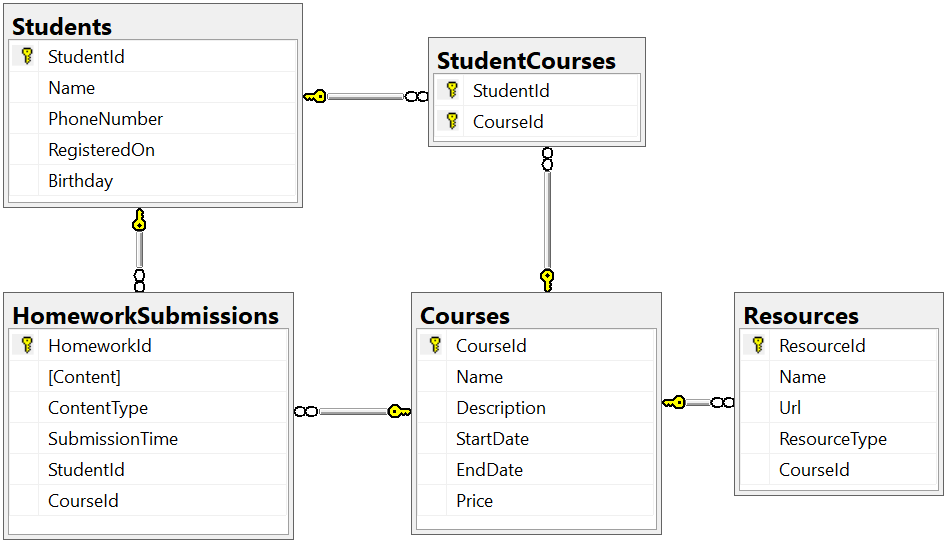 Students
StudentId
Name
PhoneNumber
RegisteredOn
Birthday
StudentCourses
StudentId
CourseId
HomeworkSubmissions
HomeworkId
[Content]
ContentType
SubmissionTime
StudentId
CourseId
Courses
CourseId
Name
Description
StartDate
EndDate
Price
Resources
ResourceId
Name
Url
ResourceType
CourseId